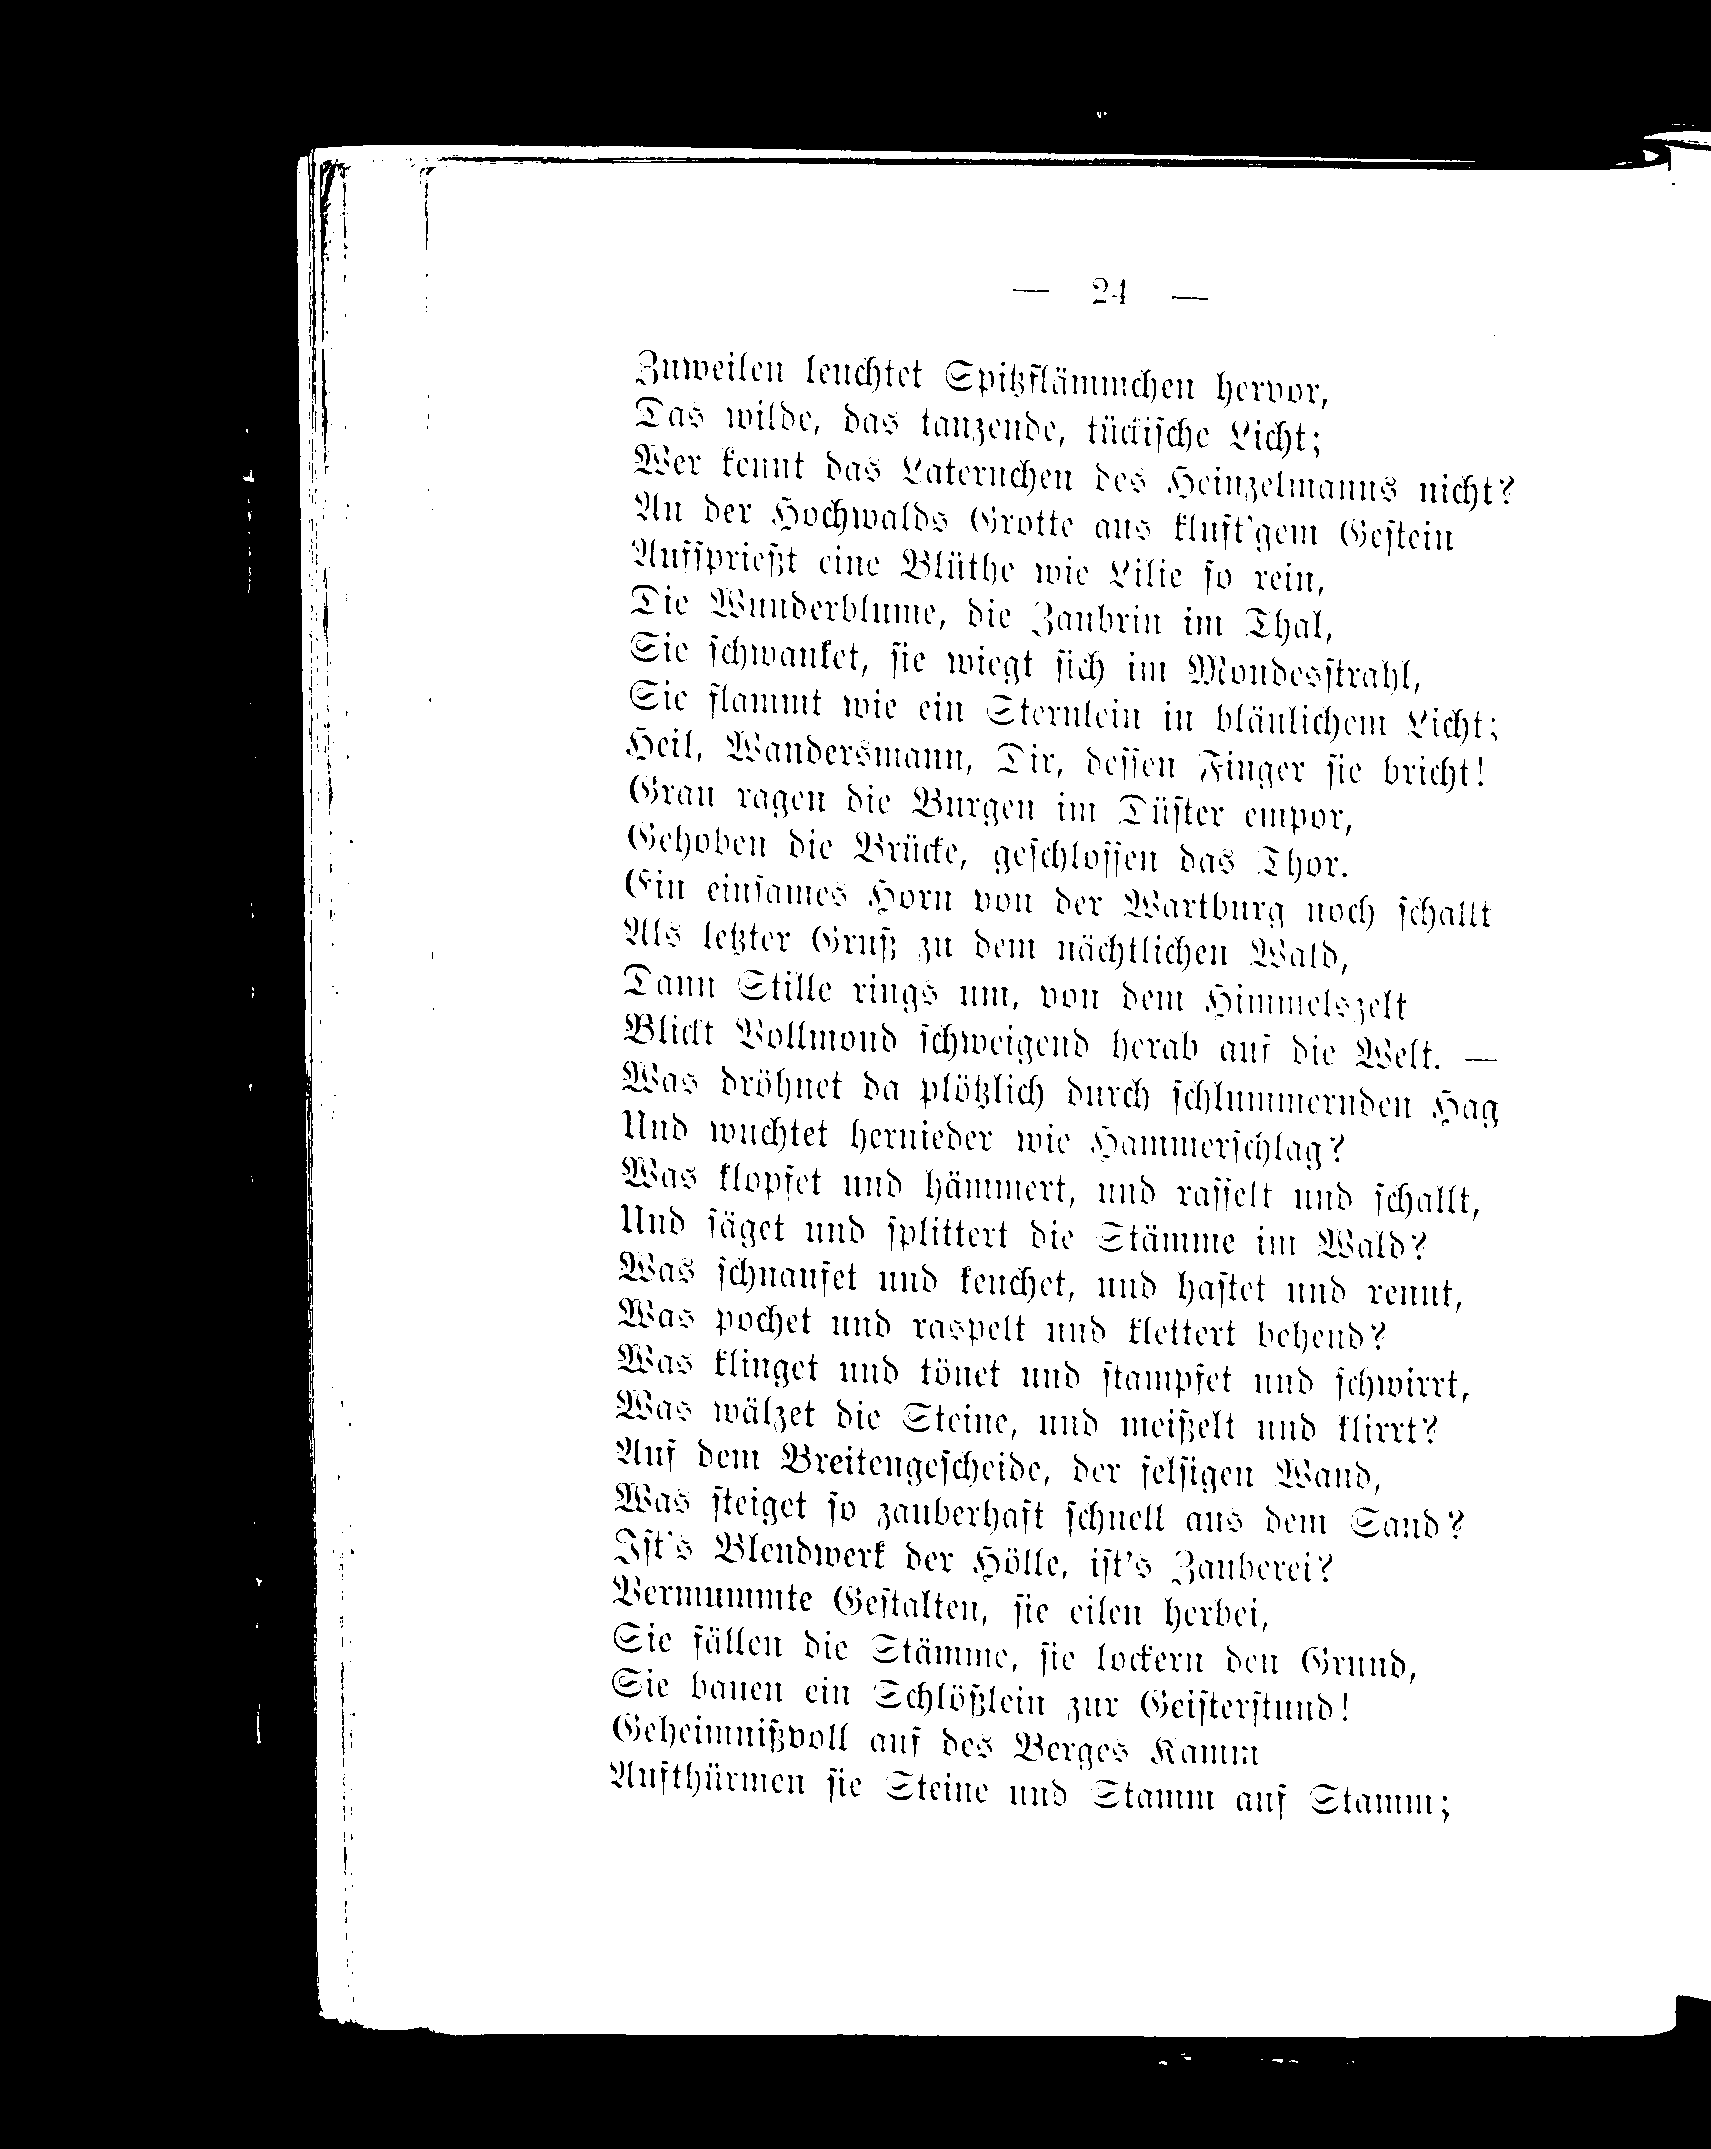 — 24 —
Zuweilen leuchtet Spitzflämmchen hervor,
Das wilde, das tanzende, tückische Licht;
Wer kennt das Laternchen des Heinzelmanns nicht?
An der Hochwalds Grotte aus kluft'gem Gestein
Aufsprießt eine Blüthe wie Lilie so rein,
Die Wunderblume, die Zaubrin im Thal,
Sie schwanket, sie wiegt sich im Mondesstrahl,
Sie flammt wie ein Sternlein in bläulichem Licht;
Heil, Wandersmann, Dir, dessen Finger sie bricht!
Grau ragen die Burgen im Düster empor,
Gehoben die Brücke, geschlossen das Thor.
Ein einsames Horn von der Wartburg noch schallt
Als letzter Gruß zu dem nächtlichen Wald,
Dann Stille rings um, von dem Himmelszelt
Blickt Vollmond schweigend herab auf die Welt. —
Was dröhnet da plötzlich durch schlummernden Hag
Und wuchtet hernieder wie Hammerschlag?
Was klopfet und hämmert, und rasselt und schallt,
Und säget und splittert die Stämme im Wald?
Was schnaufet und keuchet, und hastet und rennt,
Was pochet und raspelt und klettert behend?
Was klinget und tönet und stampfet und schwirrt,
Was wälzet die Steine, und meißelt und klirrt?
Auf dem Breitengescheide, der felsigen Wand,
Was steiget so zauberhaft schnell aus dem Sand?
Ist's Blendwerk der Hölle, ist's Zauberei?
Vermummte Gestalten, sie eilen herbei,
Sie fällen die Stämme, sie lockern den Grund,
Sie bauen ein Schlößlein zur Geisterstund!
Geheimnißvoll auf des Berges Kamm
Aufthürmen sie Steine und Stamm auf Stamm;